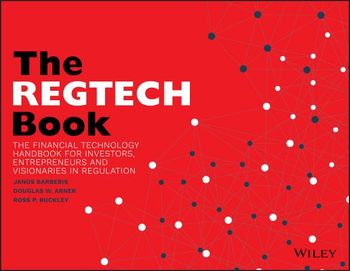 The
REGTECH
Book
THE FINANCIAL TECHNOLOGY
HANDBOOK FOR INVESTORS,
ENTREPRENEURS AND
VISIONARIES IN REGULATION
JANOS BARBERIS
DOUGLAS W. ARNER
ROSS P. BUCKLEY
WILEY